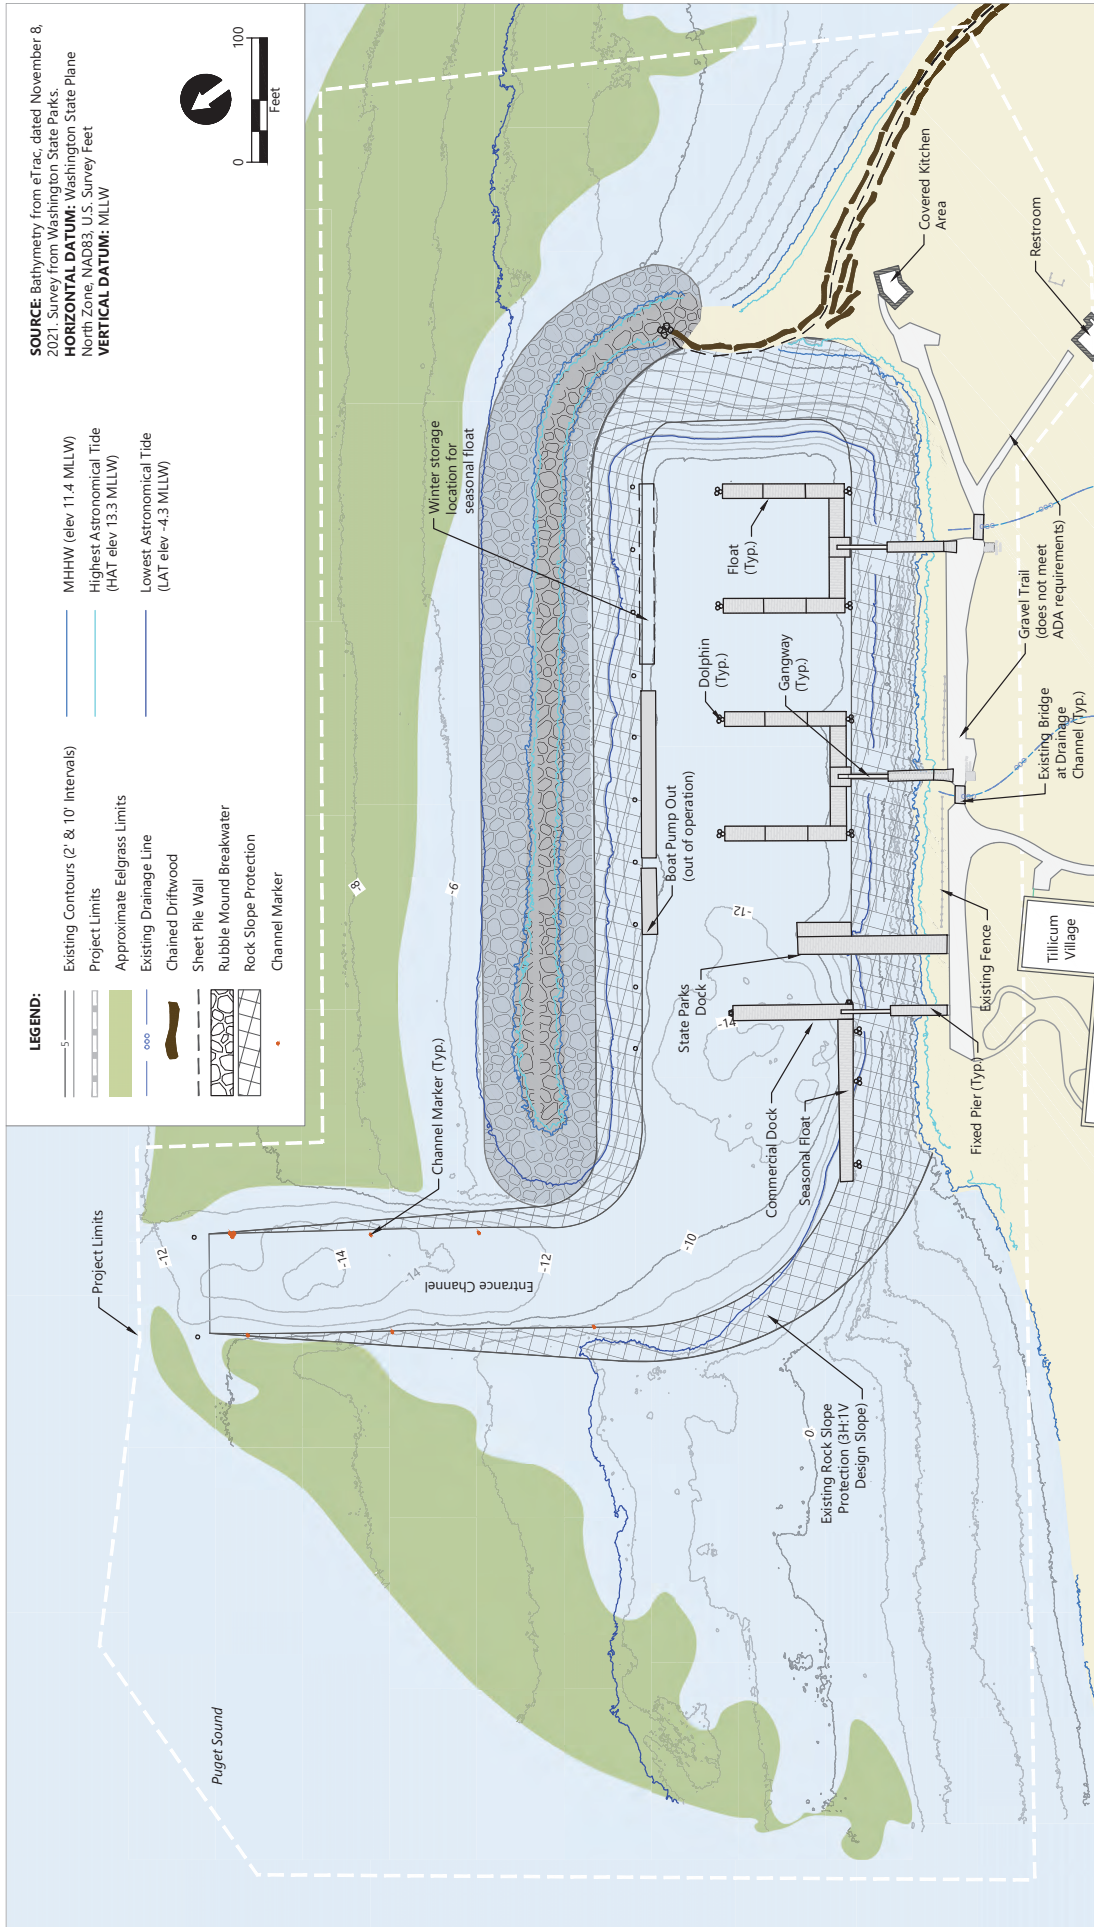 LEGEND:
5
Existing Contours (2' & 10' Intervals)
Project Limits
Approximate Eelgrass Limits
Existing Drainage Line
Chained Driftwood
Sheet Pile Wall
Rubble Mound Breakwater
Rock Slope Protection
Channel Marker
MHHW (elev 11.4 MLLW)
Highest Astronomical Tide
(HAT elev 13.3 MLLW)
Lowest Astronomical Tide
(LAT elev -4.3 MLLW)
SOURCE: Bathymetry from eTrac, dated November 8,
2021. Survey from Washington State Parks.
HORIZONTAL DATUM: Washington State Plane
North Zone, NAD83, U.S. Survey Feet
VERTICAL DATUM: MLLW
0
100
Feet
Puget Sound
Project Limits
-12
-14
-14
Entrance Channel
-12
-10
Channel Marker (Typ.)
-8
-6
Winter storage
location for
seasonal float
Boat Pump Out
(out of operation)
-12
-14
State Parks
Dock
Dolphin
(Typ.)
Gangway
(Typ.)
Float
(Typ.)
Commercial Dock
Seasonal Float
0
Existing Rock Slope
Protection (3H:1V
Design Slope)
Fixed Pier (Typ.)
Existing Fence
Tillicum
Village
Existing Bridge
at Drainage
Channel (Typ.)
Gravel Trail
(does not meet
ADA requirements)
Covered Kitchen
Area
Restroom